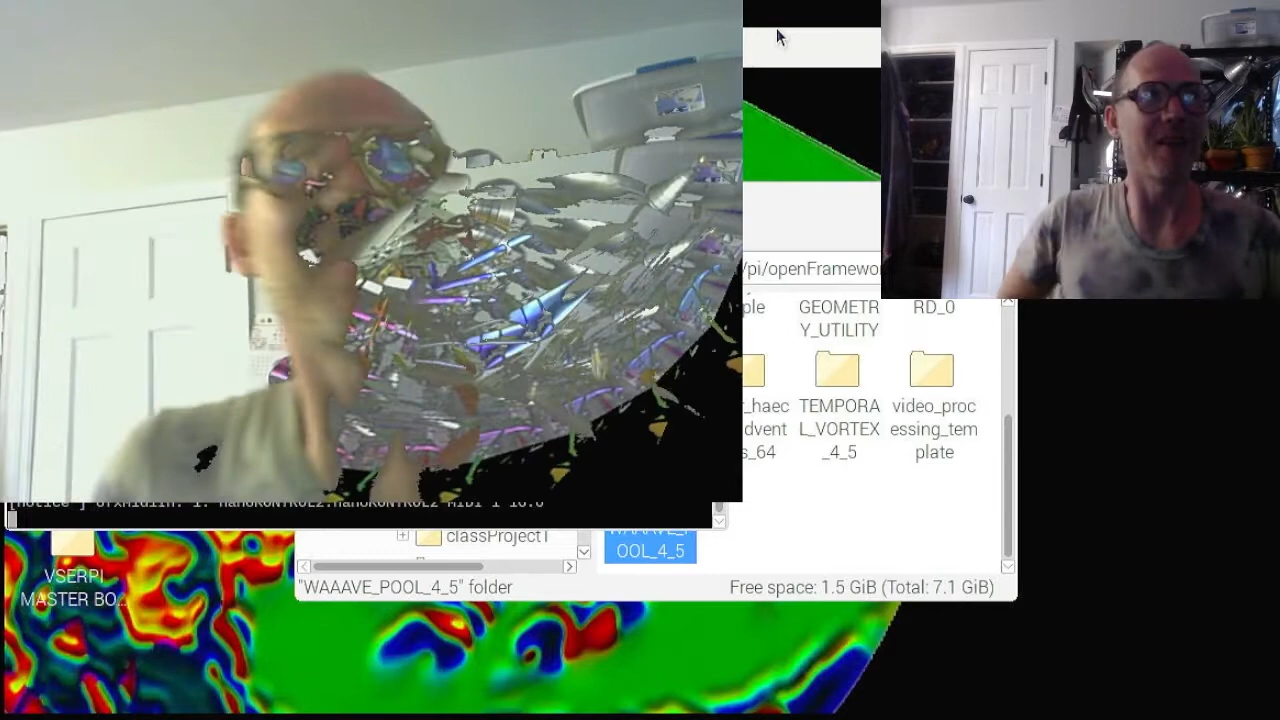 /pi/openFramewo
ple
GEOMETR
Y_UTILITY
RD_0
_haec
dvent
s_64
TEMPORA
L_VORTEX
_4_5
video_proc
essing_tem
plate
classProject1
OOL_4_5
VSERPI
MASTER BO...
"WAAAVE_POOL_4_5" folder
Free space: 1.5 GiB (Total: 7.1 GiB)